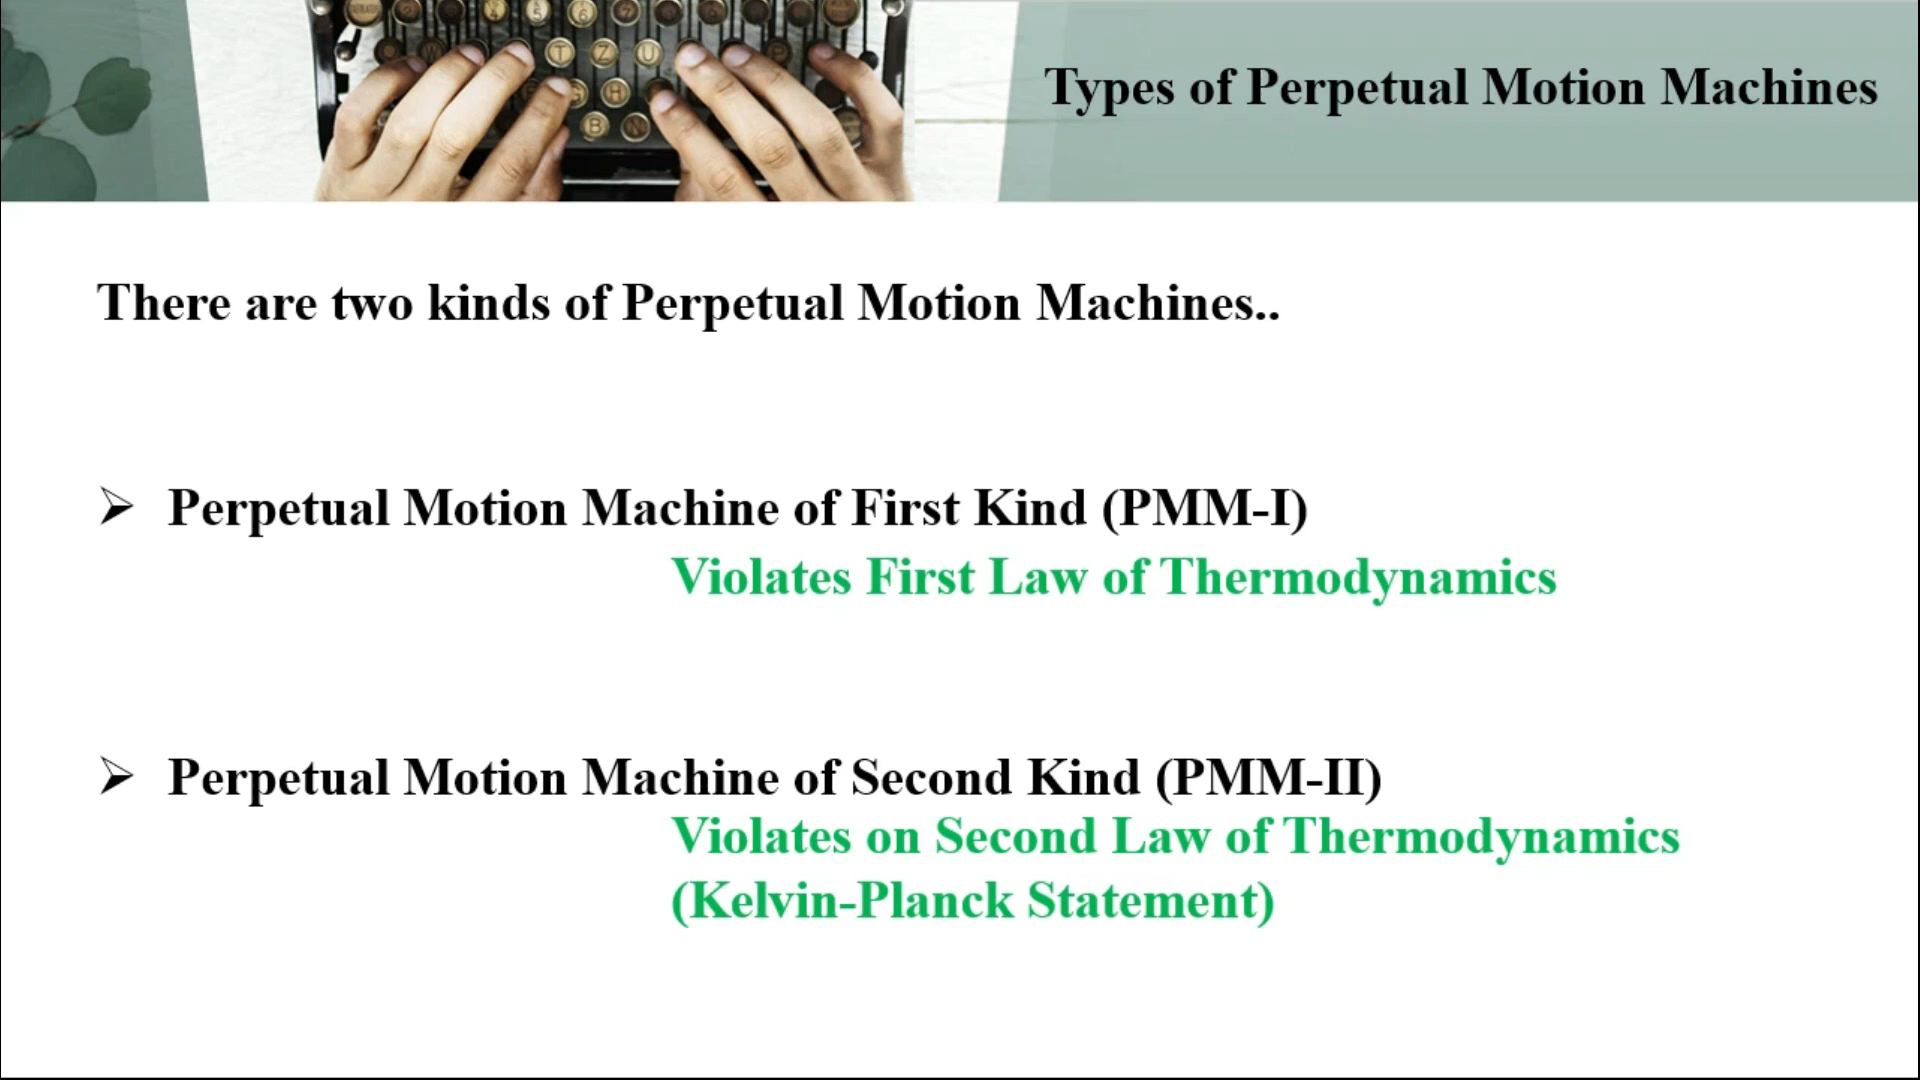 Types of Perpetual Motion Machines
There are two kinds of Perpetual Motion Machines..
Perpetual Motion Machine of First Kind (PMM-I)
Violates First Law of Thermodynamics
Perpetual Motion Machine of Second Kind (PMM-II)
Violates on Second Law of Thermodynamics
(Kelvin-Planck Statement)
T Z U
G H
B N